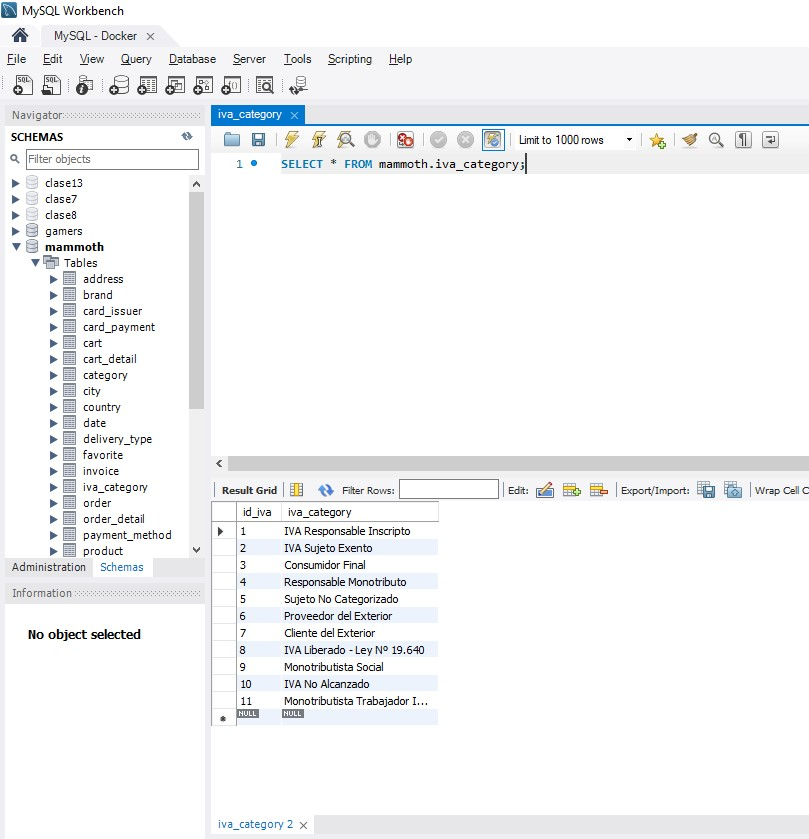 MySQL Workbench
MySQL - Docker
File Edit View Query Database Server Tools Scripting Help
Navigator
SCHEMAS
Filter objects
clase13
clase7
clase8
gamers
mammoth
Tables
address
brand
card_issuer
card_payment
cart
cart_detail
category
city
country
date
delivery_type
favorite
invoice
iva_category
order
order_detail
payment_method
product
Administration Schemas
Information
No object selected
iva_category
Limit to 1000 rows
1 SELECT * FROM mammoth.iva_category;
Result Grid Filter Rows: Edit: Export/Import: Wrap Cell C
id_iva iva_category
1 IVA Responsable Inscripto
2 IVA Sujeto Exento
3 Consumidor Final
4 Responsable Monotributo
5 Sujeto No Categorizado
6 Proveedor del Exterior
7 Cliente del Exterior
8 IVA Liberado - Ley Nº 19.640
9 Monotributista Social
10 IVA No Alcanzado
11 Monotributista Trabajador I...
NULL NULL
iva_category 2